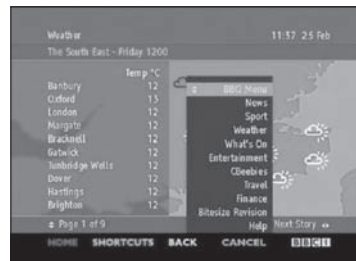 Weather 11:37 25 Feb
The South East - Friday 1200
Temp °C
Banbury 12
Oxford 13
London 12
Margate 12
Bracknell 12
Gatwick 12
Tunbridge Wells 12
Dover 12
Hastings 12
Brighton 12
Page 1 of 9
BBCi Menu
News
Sport
Weather
What's On
Entertainment
CBeebies
Travel
Finance
Bitesize Revision
Help
Next Story
HOME SHORTCUTS BACK CANCEL BBCi